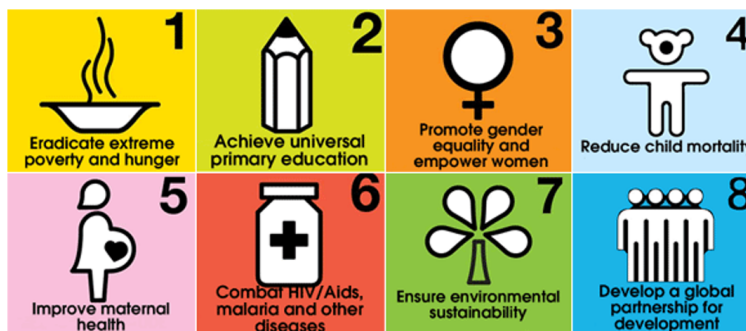 1
Eradicate extreme
poverty and hunger
2
Achieve universal
primary education
3
Promote gender
equality and
empower women
4
Reduce child mortality
5
Improve maternal
health
6
Combat HIV/Aids,
malaria and other
diseases
7
Ensure environmental
sustainability
8
Develop a global
partnership for
development